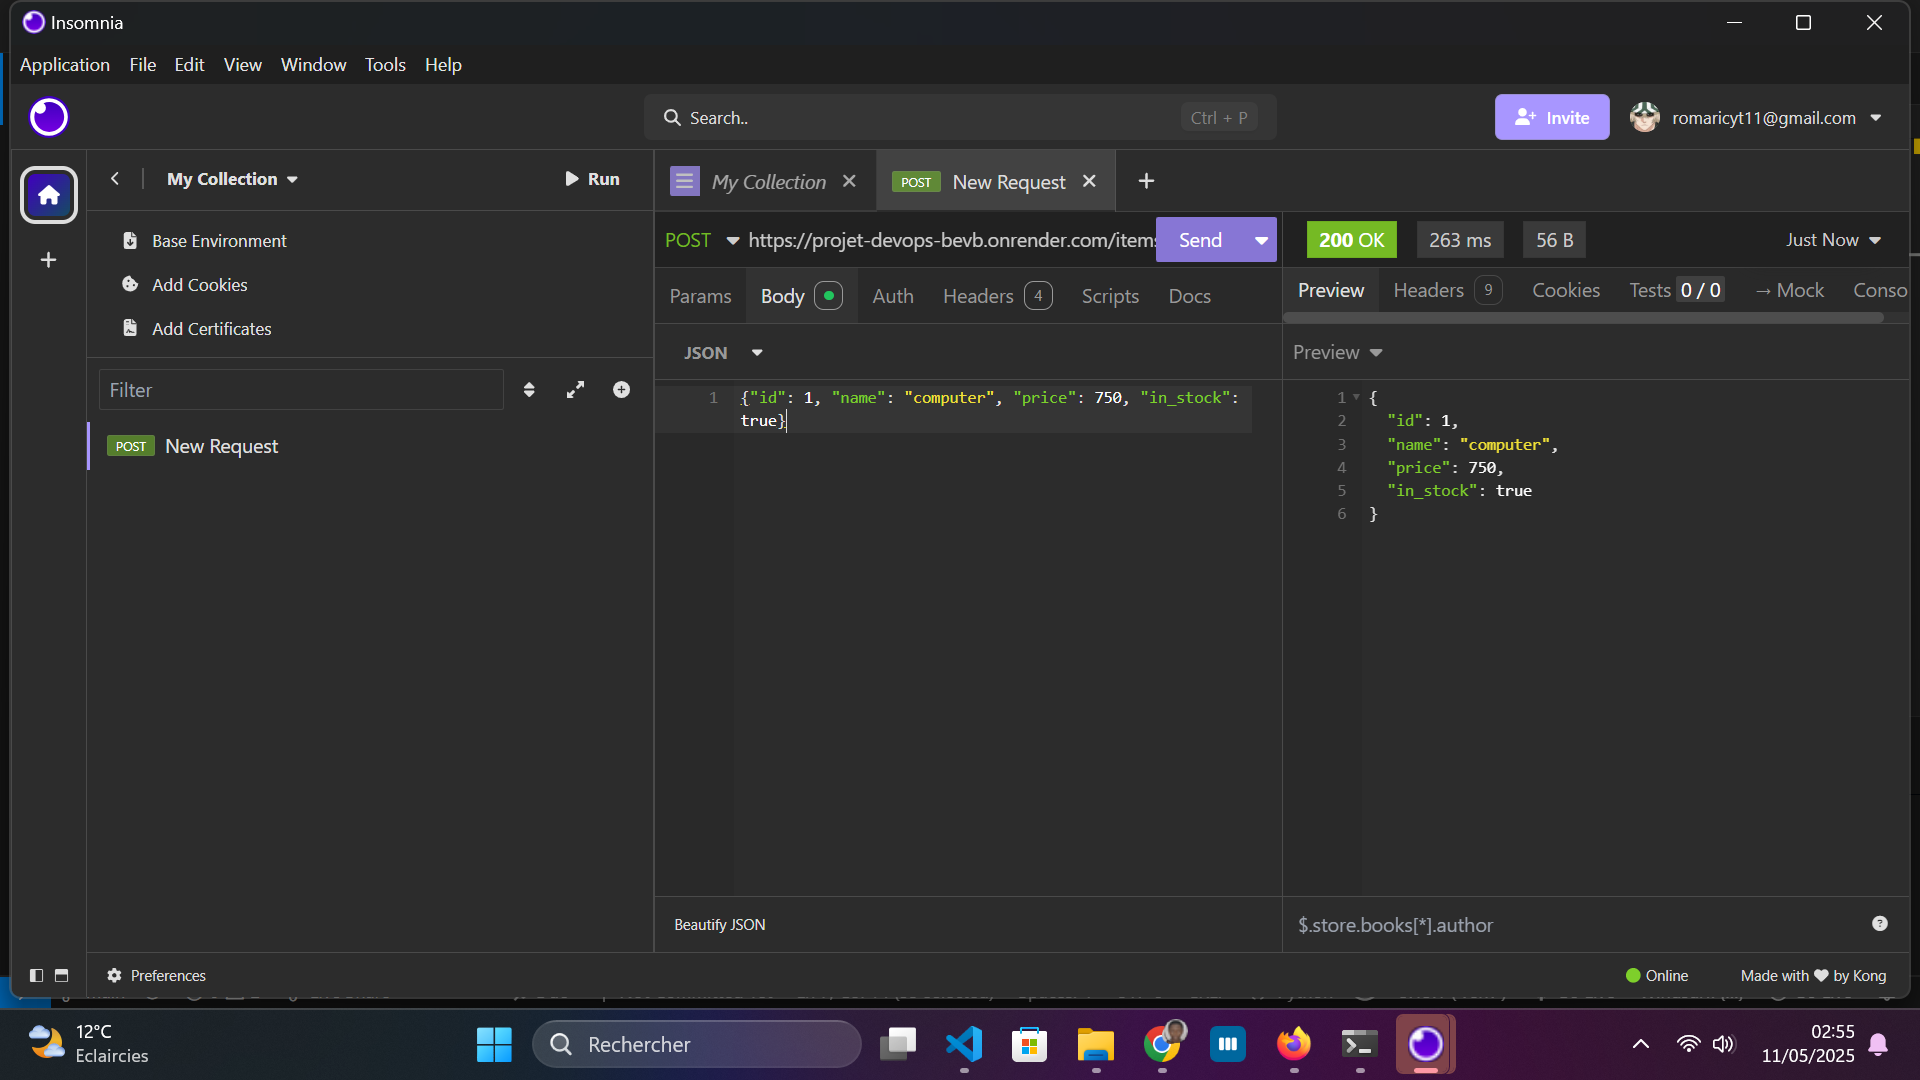 Insomnia
Application File Edit View Window Tools Help
Search.. Ctrl + P
Invite
romaricyt11@gmail.com
My Collection
Run
My Collection
POST New Request
Base Environment
Add Cookies
Add Certificates
Filter
POST New Request
POST https://projet-devops-bevb.onrender.com/items
Send
200 OK 263 ms 56 B
Just Now
Params Body Auth Headers 4 Scripts Docs
Preview Headers 9 Cookies Tests 0 / 0 → Mock Conso
JSON
Preview
1 {"id": 1, "name": "computer", "price": 750, "in_stock":
true}
1 {
2 "id": 1,
3 "name": "computer",
4 "price": 750,
5 "in_stock": true
6 }
Beautify JSON
$.store.books[*].author
Preferences
Online
Made with ♥ by Kong
12°C
Eclaircies
Rechercher
02:55
11/05/2025